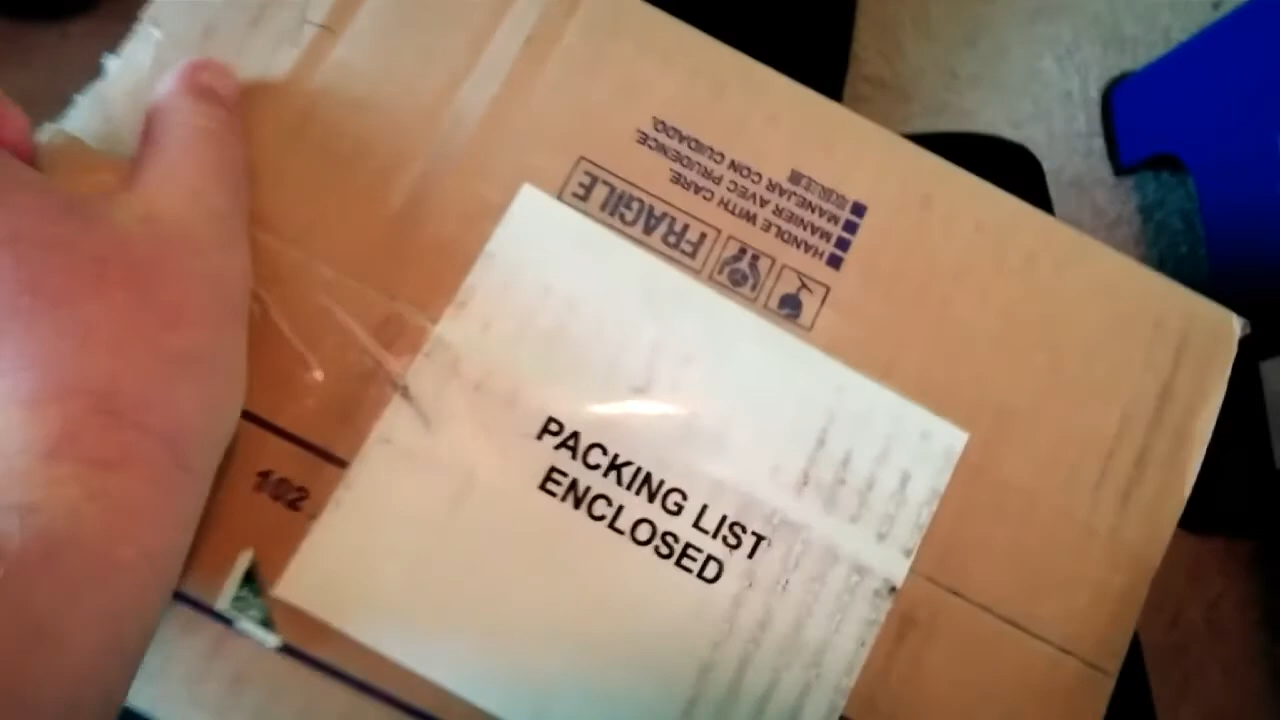 FRAGILE
HANDLE WITH CARE.
MANIER AVEC PRUDENCE.
MANEJAR CON CUIDADO.
PACKING LIST
ENCLOSED
102